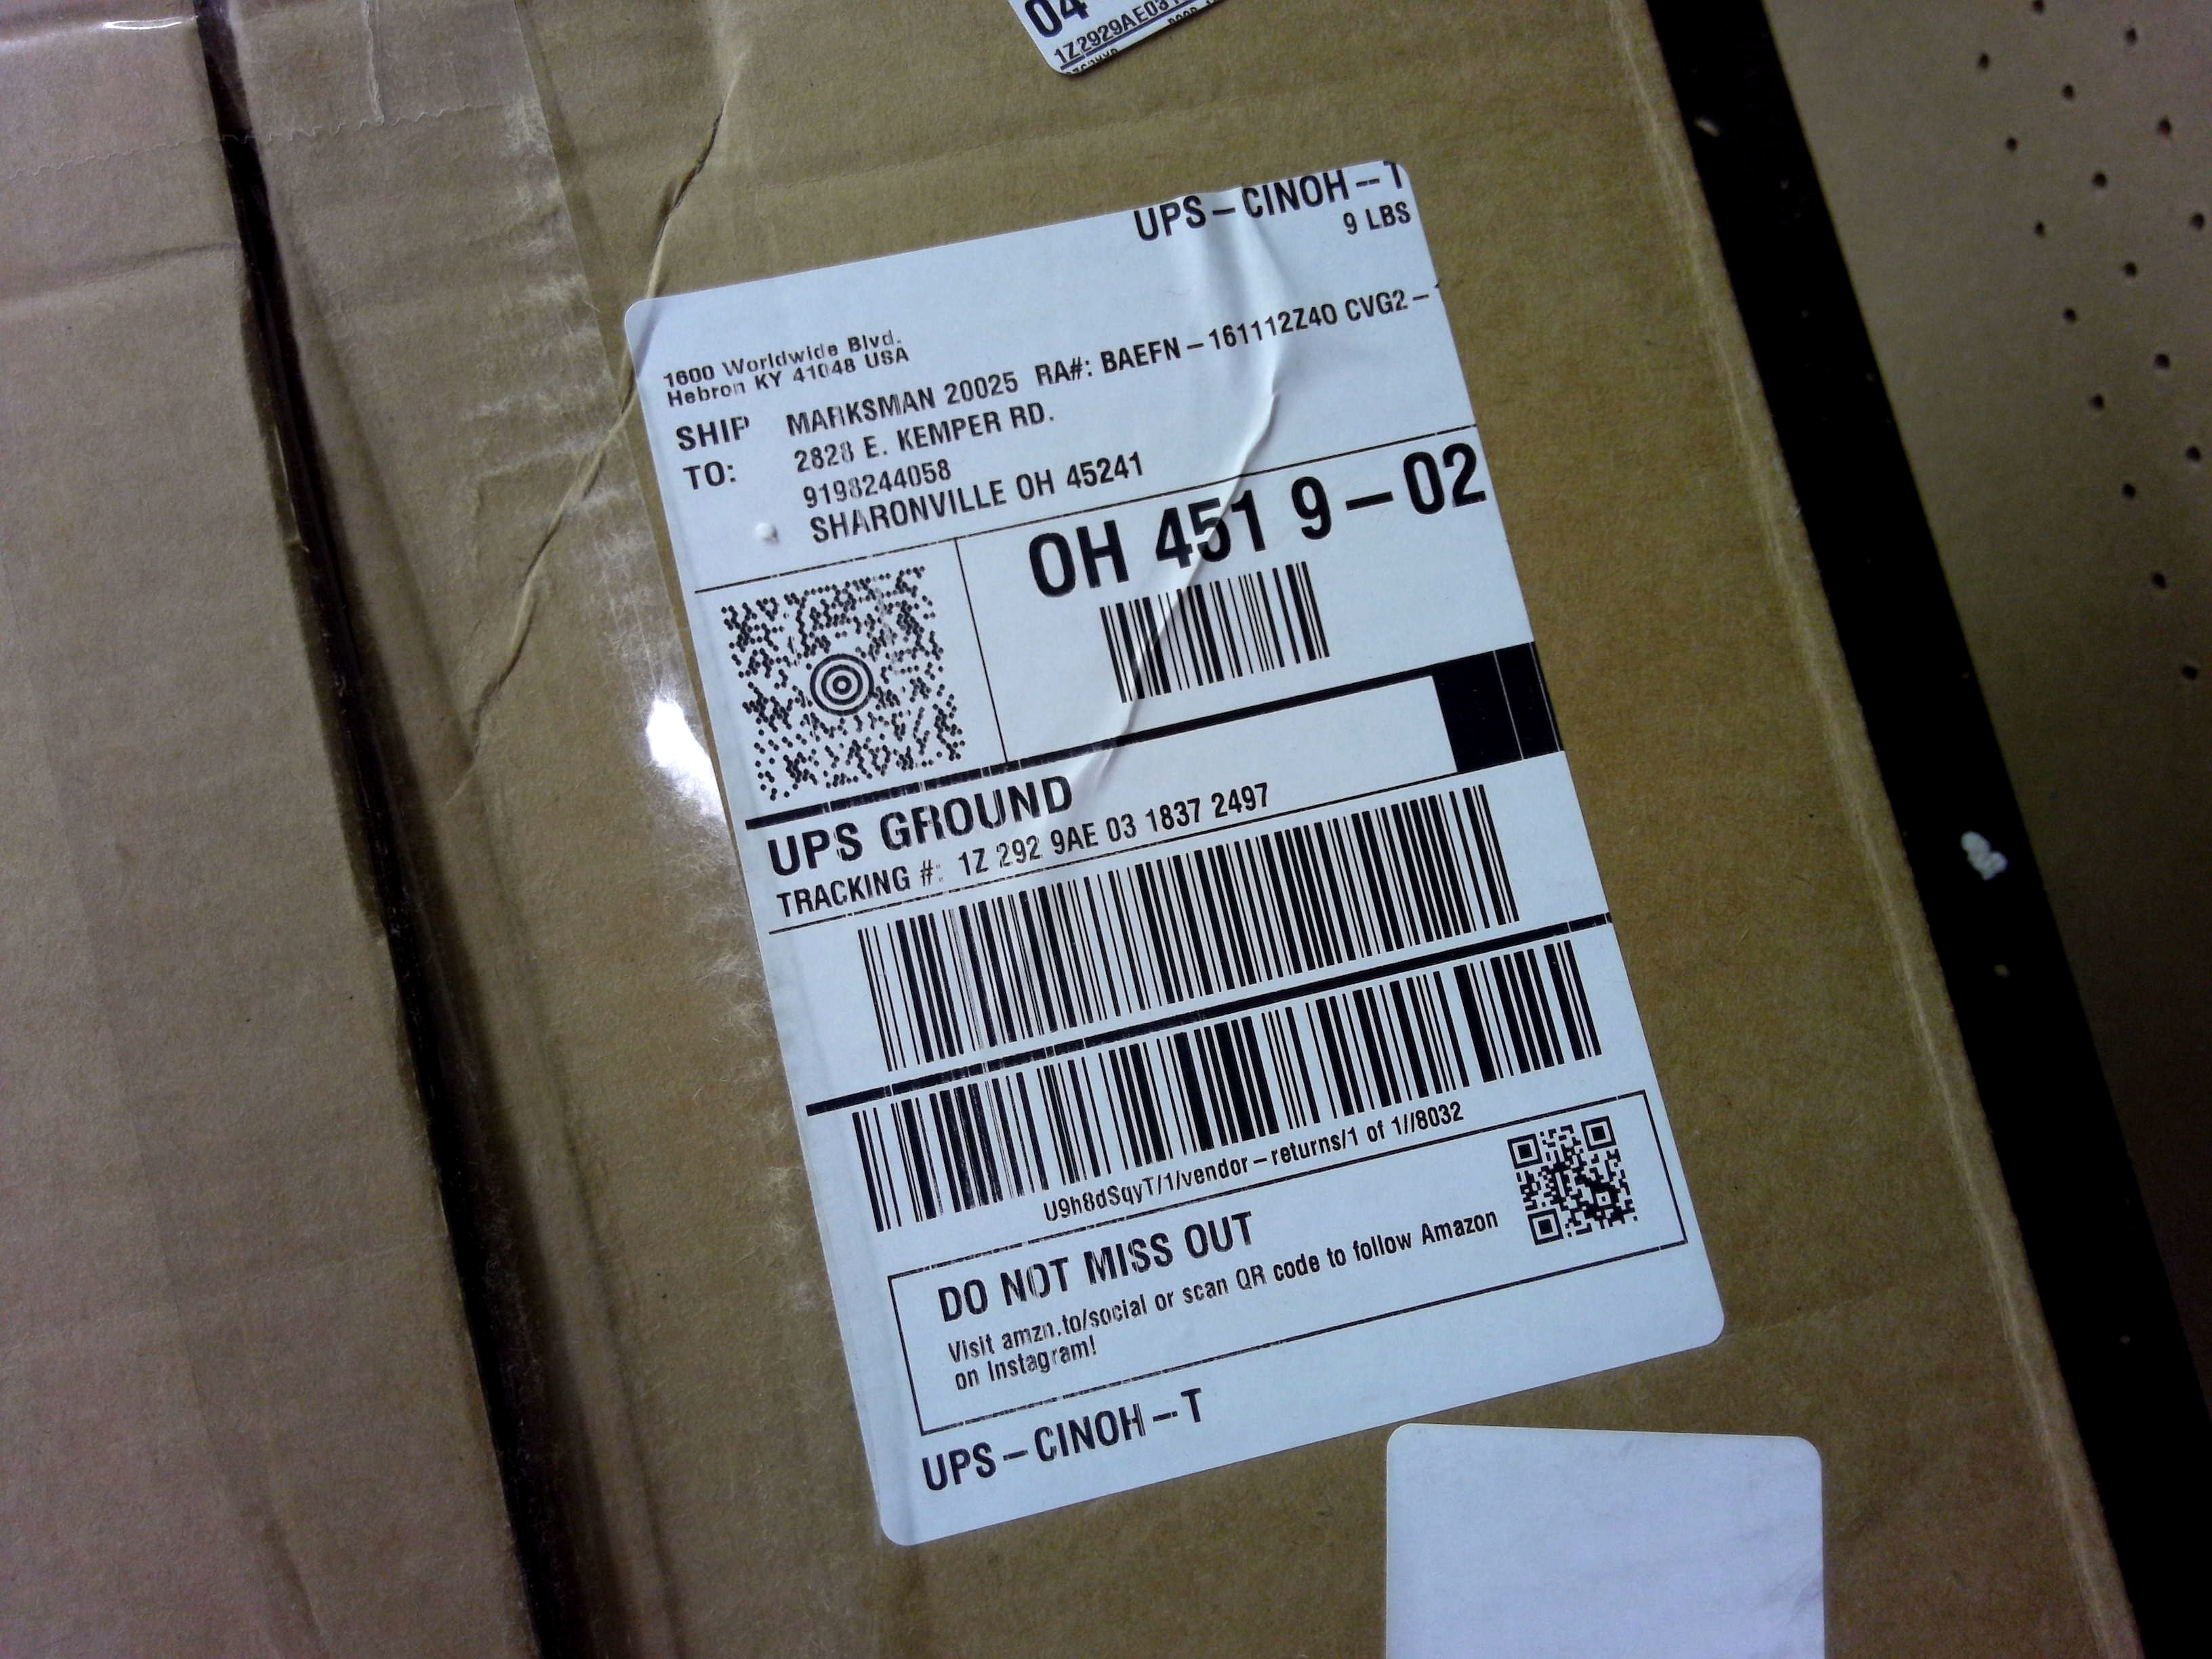 04
1Z2929AE03
UPS-CINOH-T
9 LBS
1600 Worldwide Blvd.
Hebron KY 41048 USA
SHIP TO:
MARKSMAN 20025 RA#: BAEFN-161112Z40 CVG2-
2828 E. KEMPER RD.
9198244058
SHARONVILLE OH 45241
OH 451 9-02
UPS GROUND
TRACKING #: 1Z 292 9AE 03 1837 2497
U9h8dSqyT/1/vendor-returns/1 of 1//8032
DO NOT MISS OUT
Visit amzn.to/social or scan QR code to follow Amazon
on Instagram!
UPS-CINOH-T